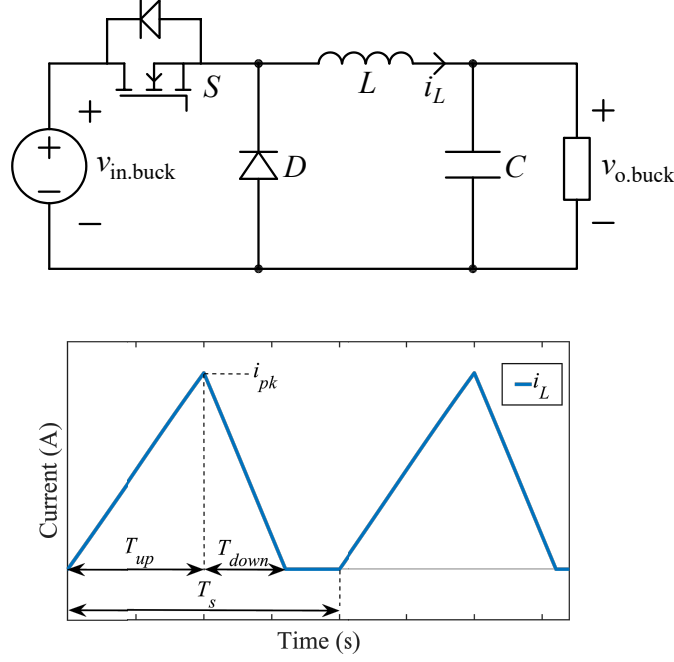 S
L
i_L
+
+
+
v_in.buck
D
C
v_o.buck
−
−
−
i_pk
i_L
Current (A)
T_up
T_down
T_s
Time (s)